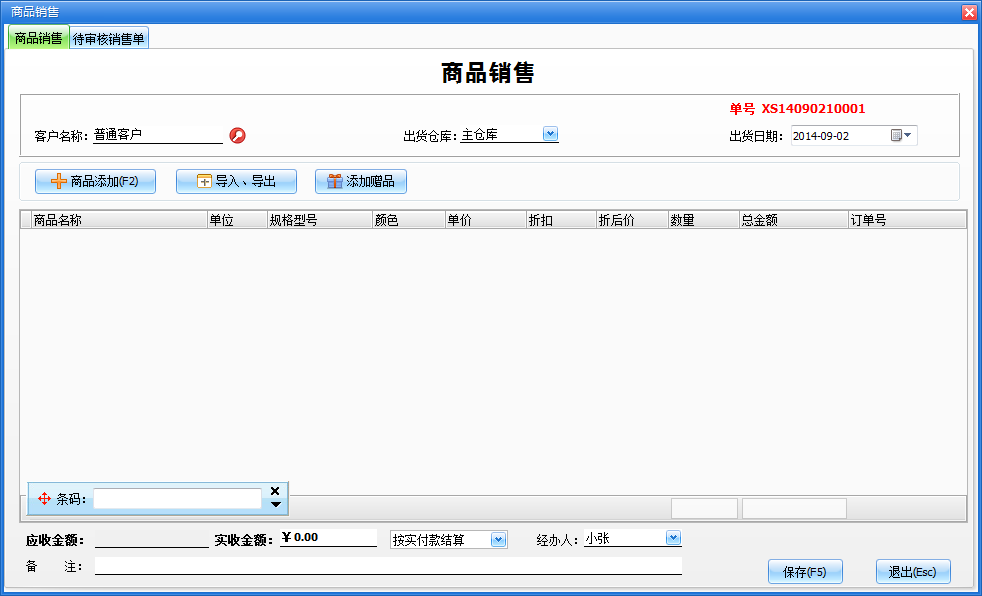 商品销售
商品销售 待审核销售单
商品销售
单号 XS14090210001
客户名称: 普通客户 出货仓库: 主仓库 出货日期: 2014-09-02
商品添加(F2) 导入、导出 添加赠品
商品名称 单位 规格型号 颜色 单价 折扣 折后价 数量 总金额 订单号
条码:
应收金额: 实收金额: ¥ 0.00 按实付款结算 经办人: 小张
备 注:
保存(F5) 退出(Esc)